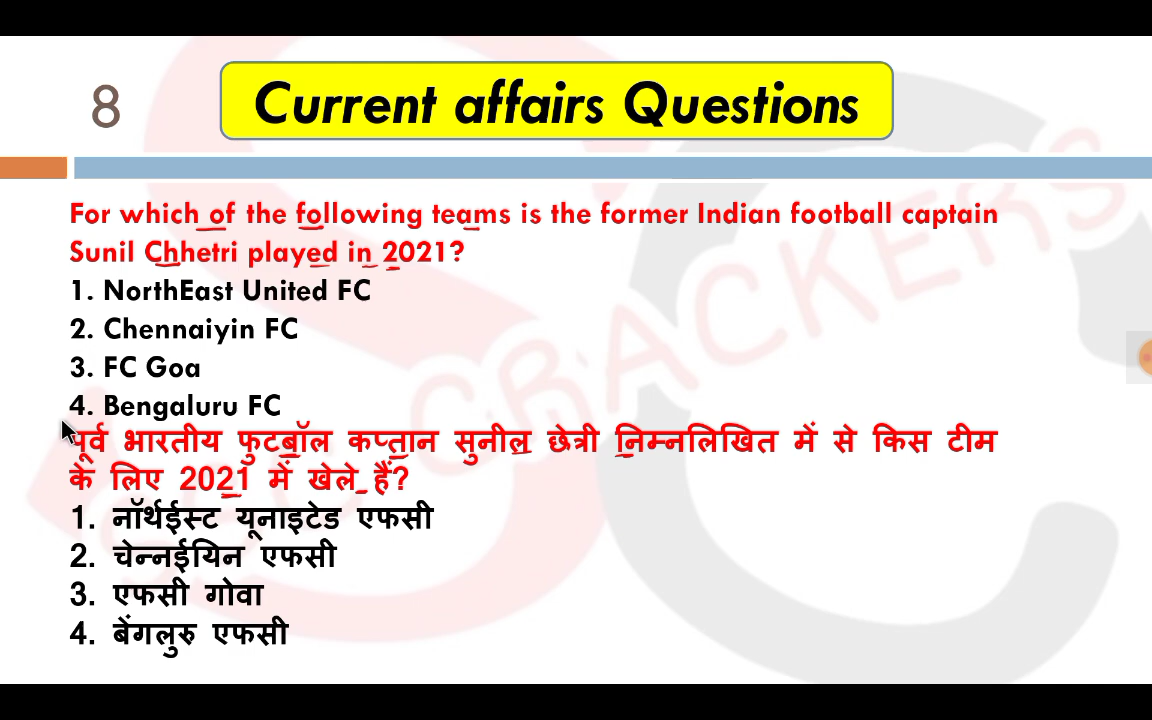 8
Current affairs Questions
For which of the following teams is the former Indian football captain
Sunil Chhetri played in 2021?
1. NorthEast United FC
2. Chennaiyin FC
3. FC Goa
4. Bengaluru FC
पूर्व भारतीय फुटबॉल कप्तान सुनील छेत्री निम्नलिखित में से किस टीम
के लिए 2021 में खेले हैं?
1. नॉर्थईस्ट यूनाइटेड एफसी
2. चेन्नईयिन एफसी
3. एफसी गोवा
4. बेंगलुरु एफसी
CRACKERS